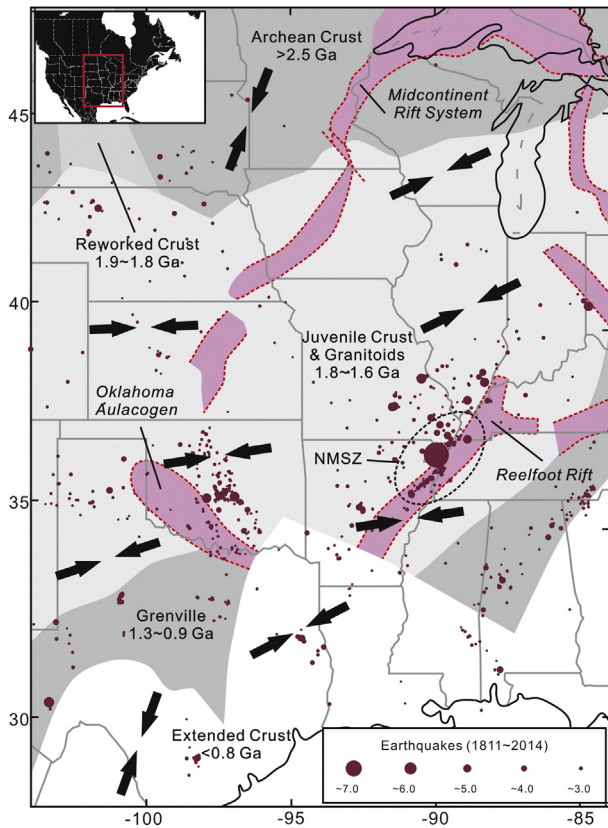 Archean Crust
>2.5 Ga
Midcontinent
Rift System
45
Reworked Crust
1.9~1.8 Ga
40
Juvenile Crust
& Granitoids
1.8~1.6 Ga
Oklahoma
Aulacogen
NMSZ
Reelfoot Rift
35
Grenville
1.3~0.9 Ga
30
Extended Crust
<0.8 Ga
Earthquakes (1811~2014)
~7.0 ~6.0 ~5.0 ~4.0 ~3.0
-100 -95 -90 -85